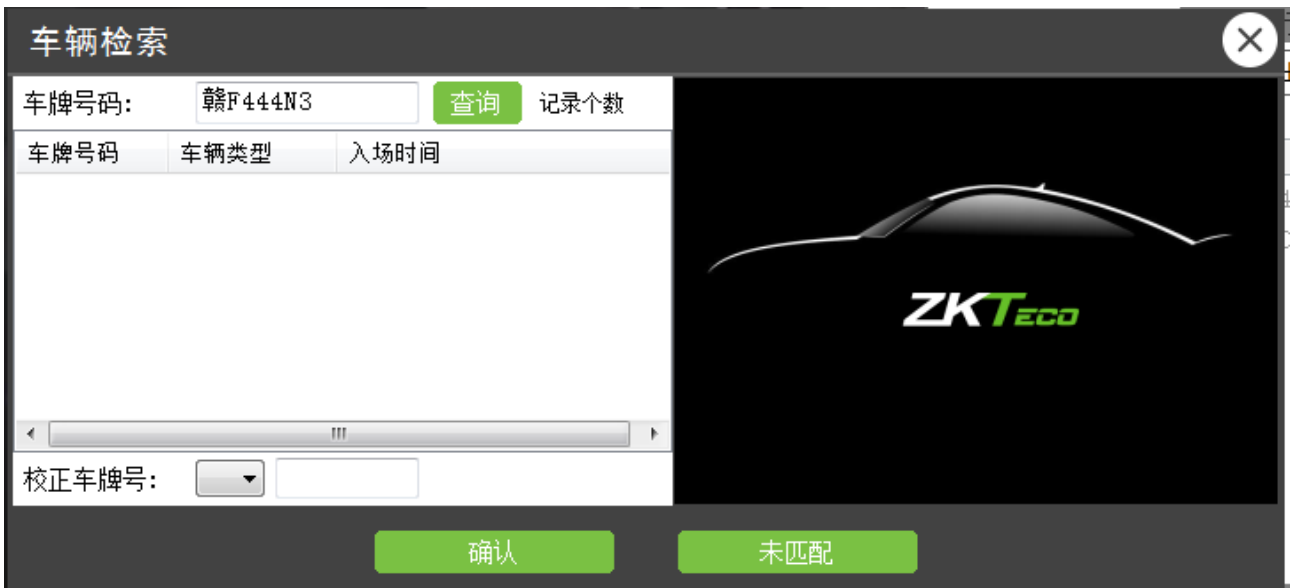 车辆检索
车牌号码: 赣F444N3 查询 记录个数
车牌号码 车辆类型 入场时间
ZKTeco
校正车牌号:
确认 未匹配